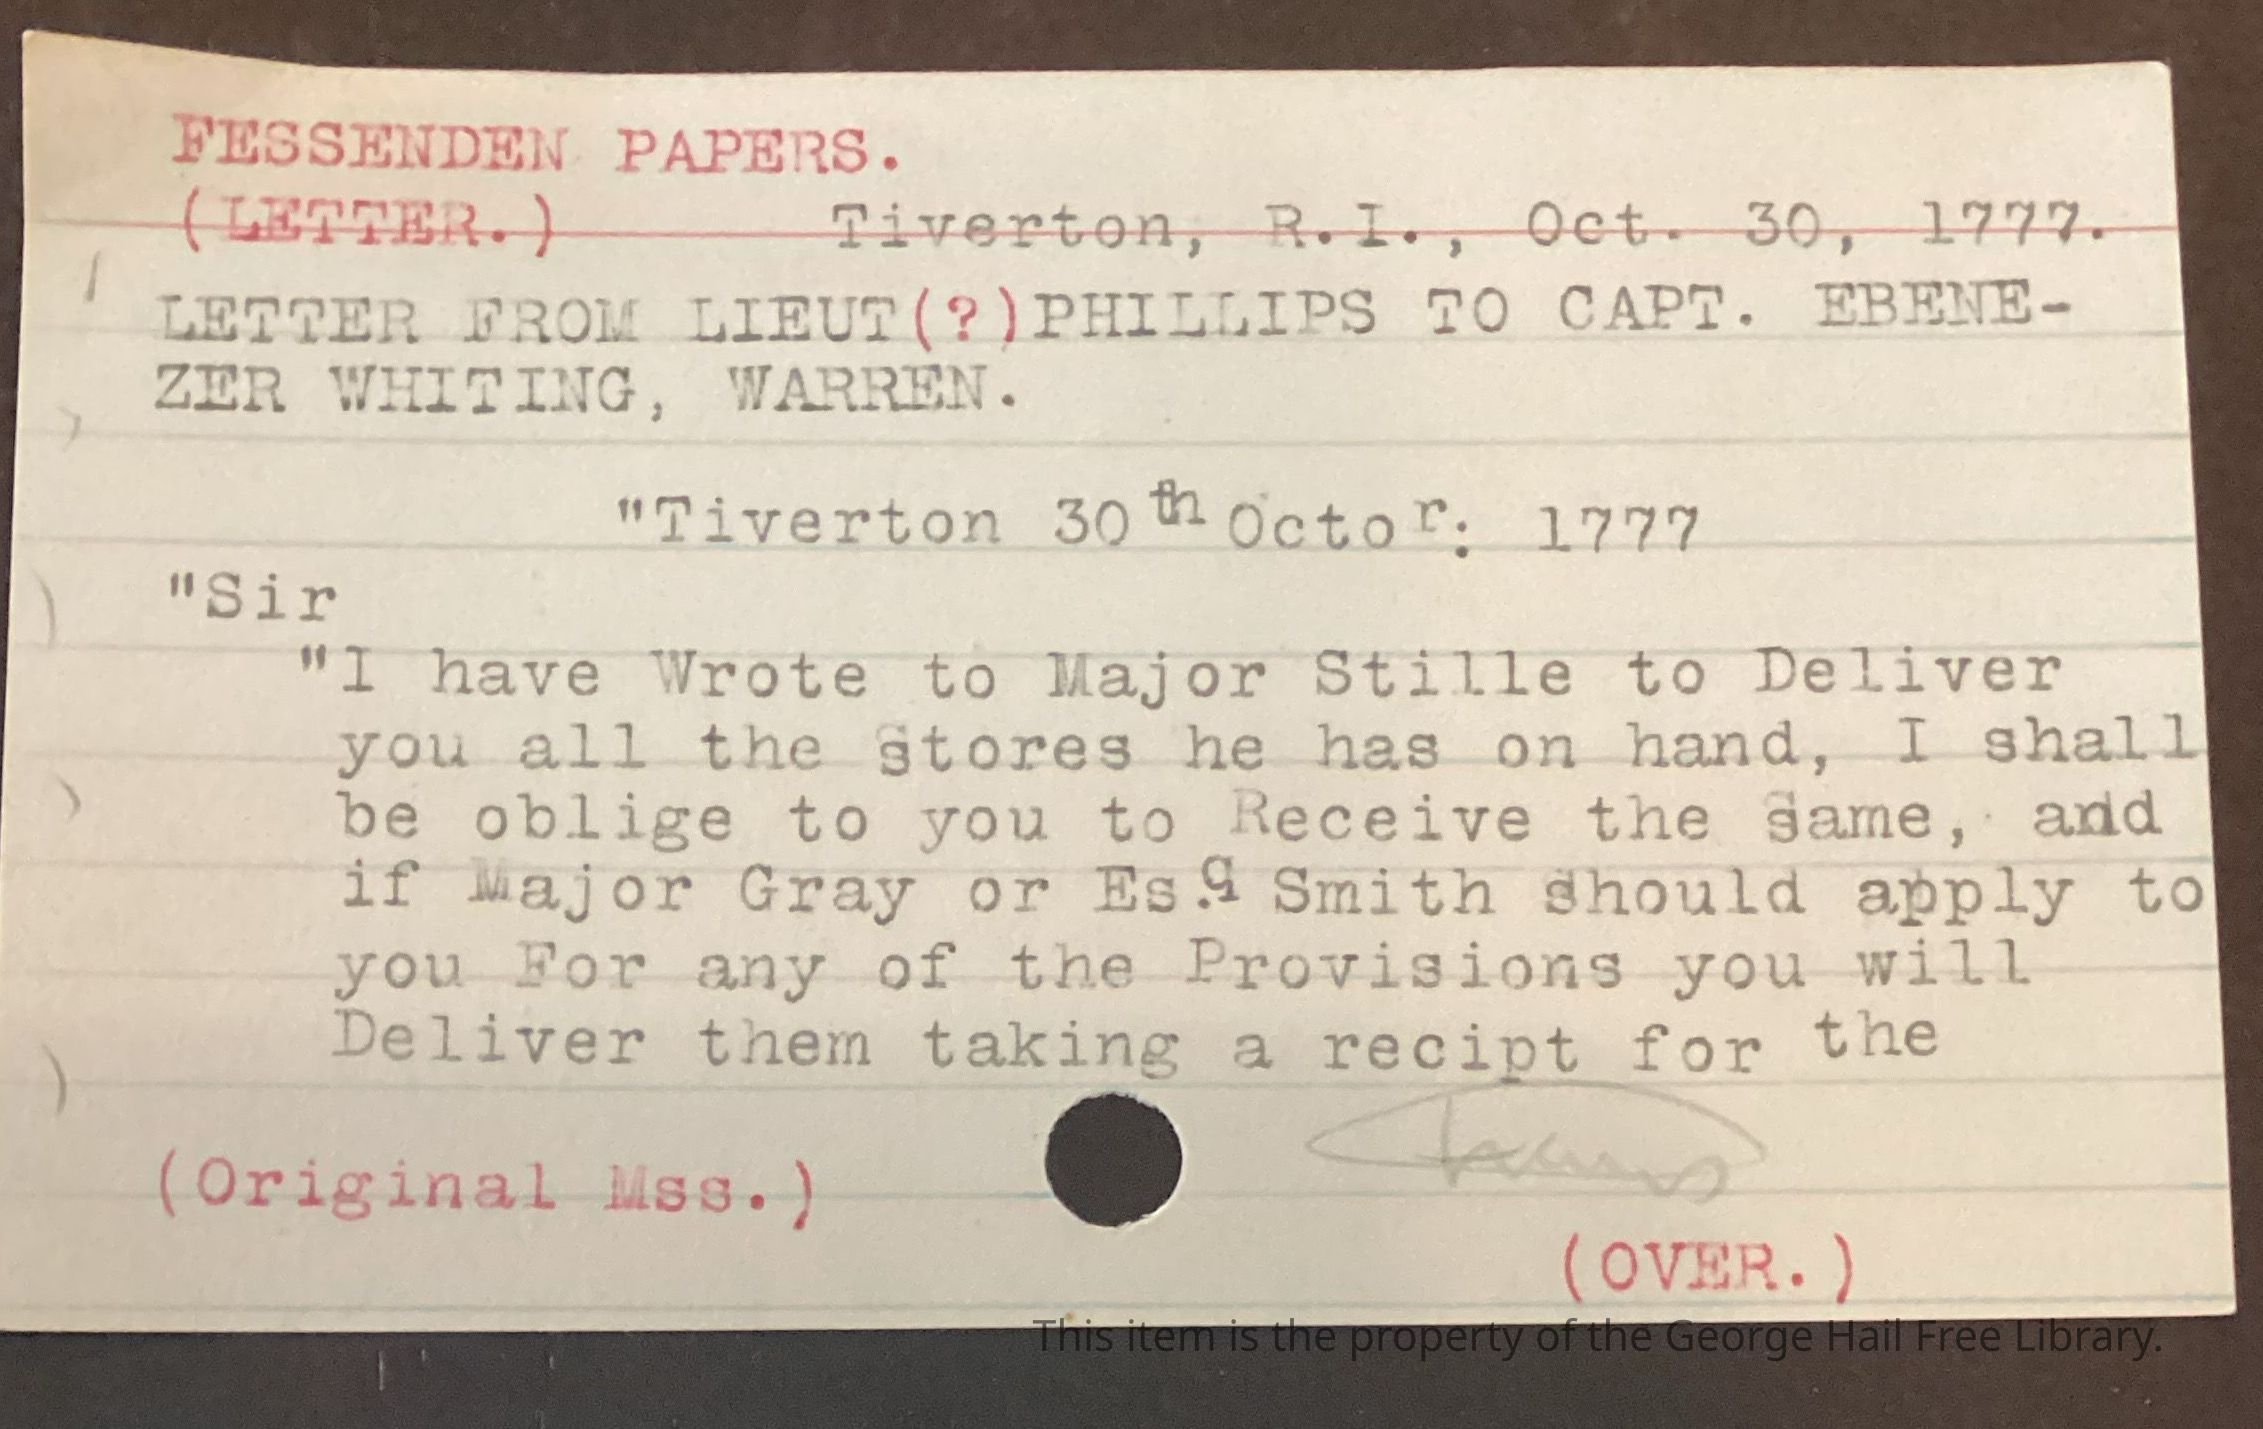 FESSENDEN PAPERS.
(LETTER.) Tiverton, R.I., Oct. 30, 1777.
LETTER FROM LIEUT(?)PHILLIPS TO CAPT. EBENE-
ZER WHITING, WARREN.
"Tiverton 30th Octor: 1777
"Sir
"I have Wrote to Major Stille to Deliver
you all the Stores he has on hand, I shall
be oblige to you to Receive the Same, and
if Major Gray or Es.q Smith Should apply to
you For any of the Provisions you will
Deliver them taking a recipt for the
(Original Mss.)
(OVER.)
This item is the property of the George Hail Free Library.